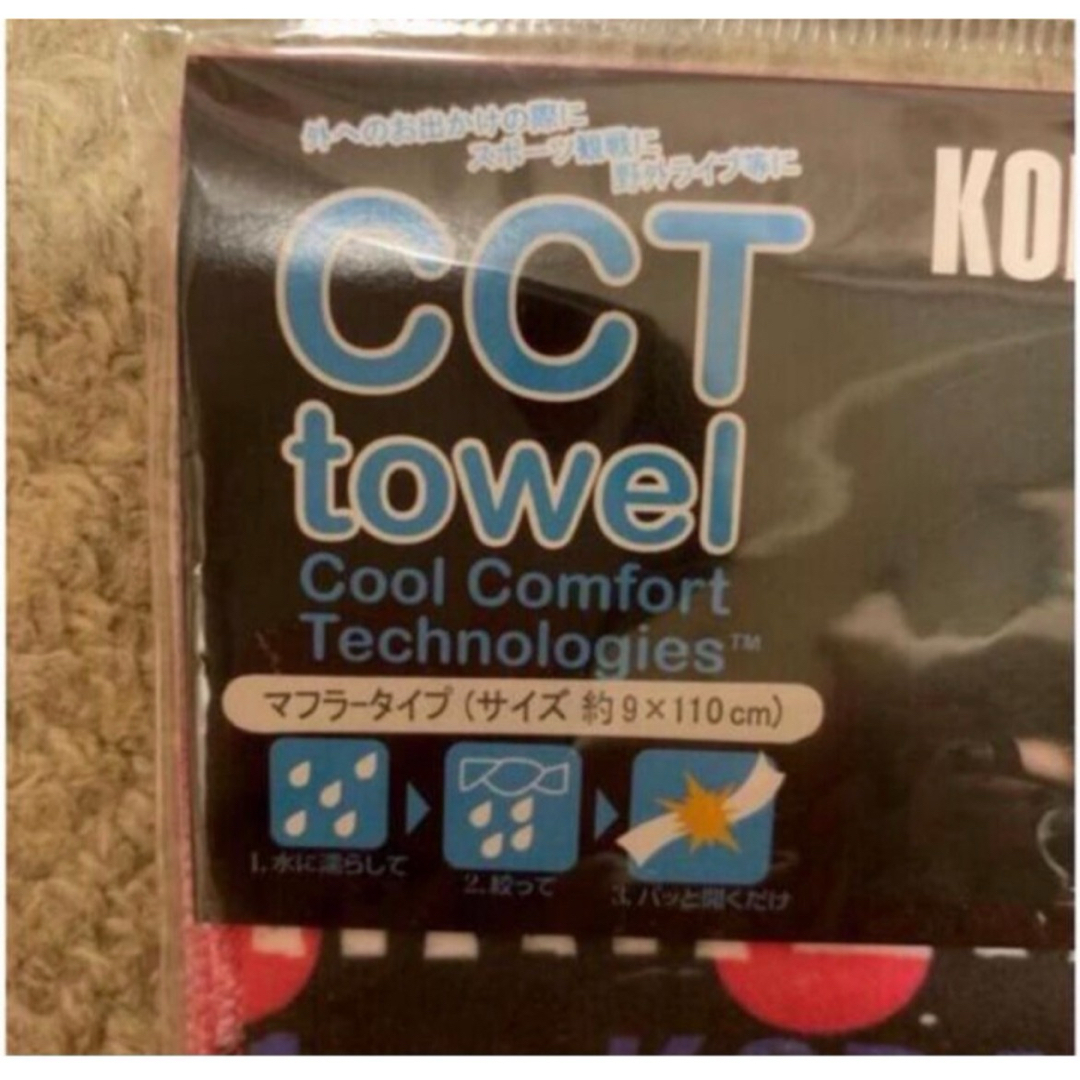 外へのお出かけの際に
スポーツ観戦に
野外ライブ等に
CCT
towel
Cool Comfort
Technologies™
マフラータイプ（サイズ 約9×110cm）
1.水に濡らして
2.絞って
3.パッと開くだけ
KO